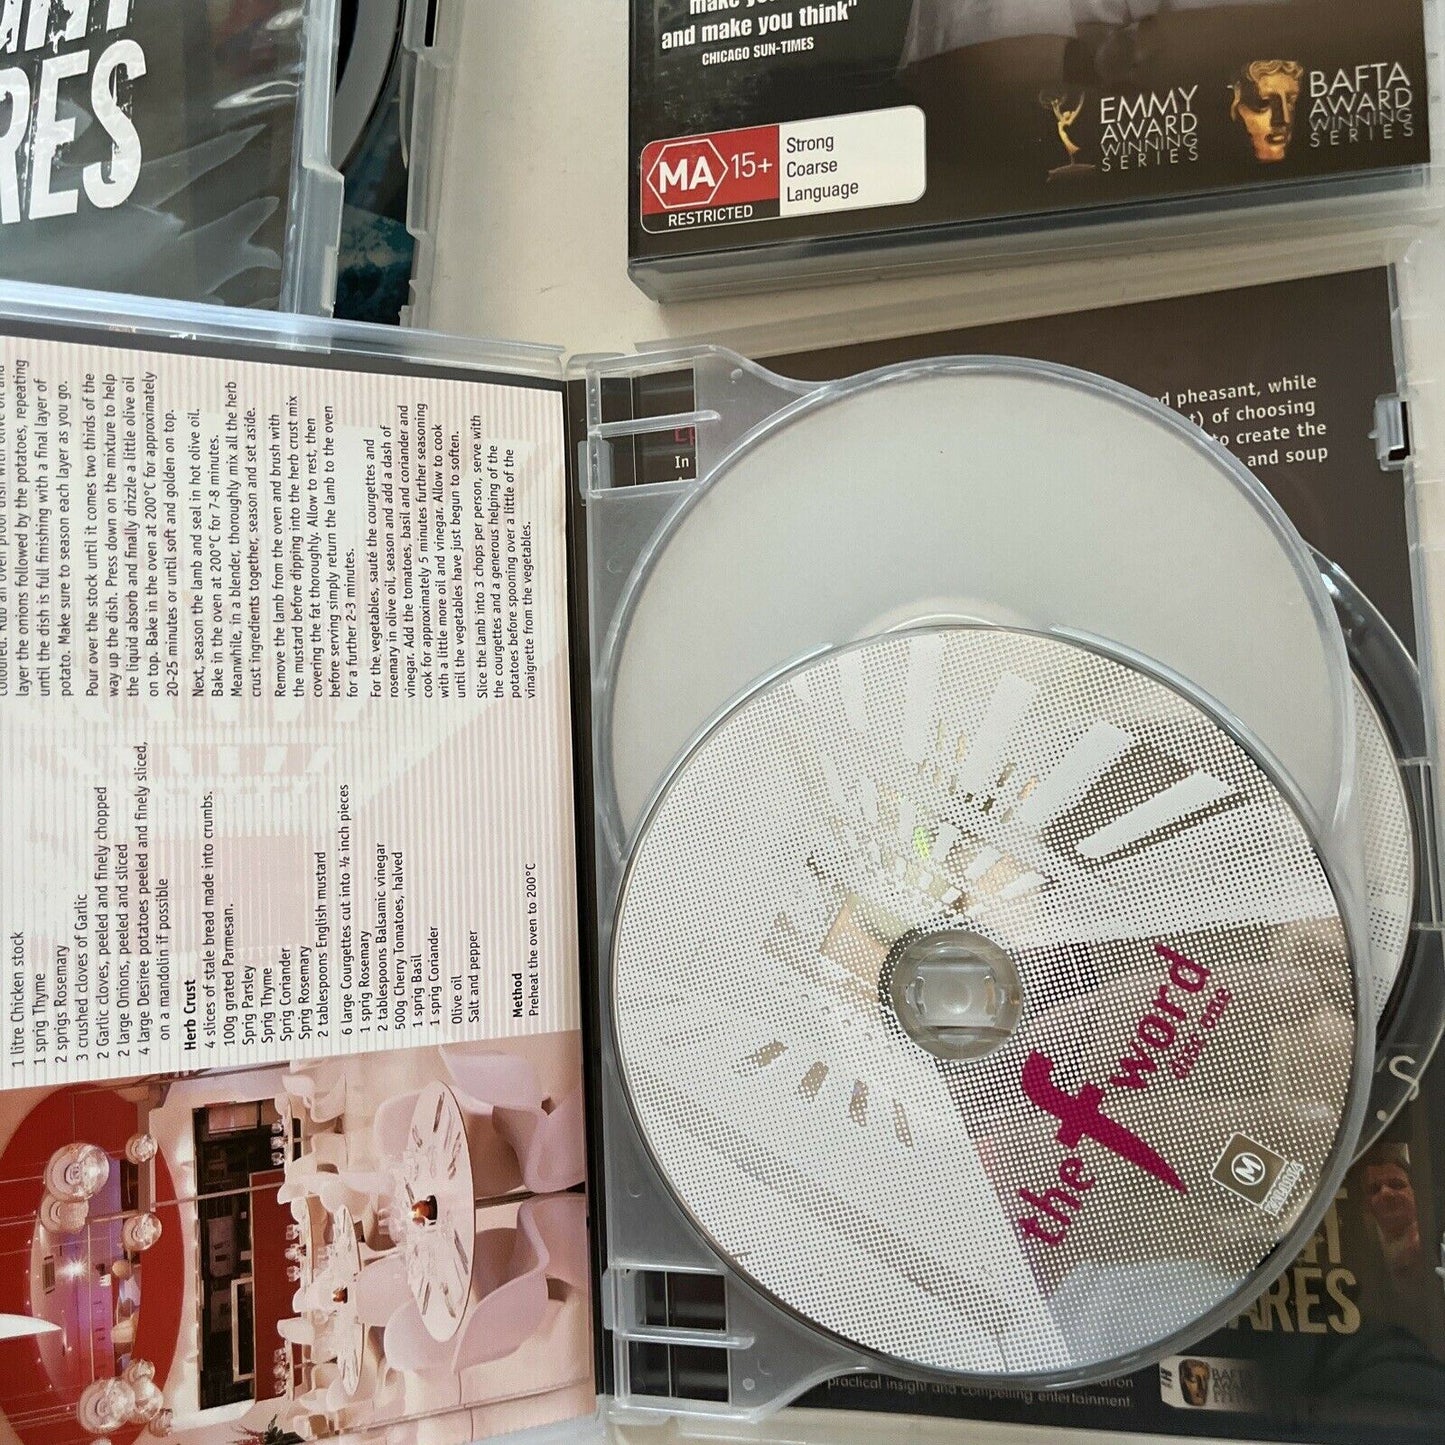 ARES
make
and make you think"
CHICAGO SUN-TIMES
MA 15+
RESTRICTED
Strong
Coarse
Language
EMMY
AWARD
WINNING
SERIES
BAFTA
AWARD
WINNING
SERIES
layer the onions followed by the potatoes, repeating
until the dish is full finishing with a final layer of
potato. Make sure to season each layer as you go.
Pour over the stock until it comes two thirds of the
way up the dish. Press down on the mixture to help
the liquid absorb and finally drizzle a little olive oil
on top. Bake in the oven at 200°C for approximately
20-25 minutes or until soft and golden on top.
Next, season the lamb and seal in hot olive oil.
Bake in the oven at 200°C for 7-8 minutes.
Meanwhile, in a blender, thoroughly mix all the herb
crust ingredients together, season and set aside.
Remove the lamb from the oven and brush with
the mustard before dipping into the herb crust mix
covering the fat thoroughly. Allow to rest, then
before serving simply return the lamb to the oven
for a further 2-3 minutes.
For the vegetables, sauté the courgettes and
rosemary in olive oil, season and add a dash of
vinegar. Add the tomatoes, basil and coriander and
cook for approximately 5 minutes further seasoning
with a little more oil and vinegar. Allow to cook
until the vegetables have just begun to soften.
Slice the lamb into 3 chops per person, serve with
the courgettes and a generous helping of the
potatoes before spooning over a little of the
vinaigrette from the vegetables.
1 litre Chicken stock
1 sprig Thyme
2 sprigs Rosemary
3 crushed cloves of Garlic
2 Garlic cloves, peeled and finely chopped
2 large Onions, peeled and sliced
4 large Desiree potatoes peeled and finely sliced,
on a mandolin if possible
Herb Crust
4 slices of stale bread made into crumbs.
100g grated Parmesan.
Sprig Parsley
Sprig Thyme
Sprig Coriander
Sprig Rosemary
2 tablespoons English mustard
6 large Courgettes cut into ½ inch pieces
1 sprig Rosemary
2 tablespoons Balsamic vinegar
500g Cherry Tomatoes, halved
1 sprig Basil
1 sprig Coriander
Olive oil
Salt and pepper
Method
Preheat the oven to 200°C
In
pheasant, while
of choosing
to create the
and soup
the f word
disc one
M
ARES
BAFTA
practical insight and compelling entertainment